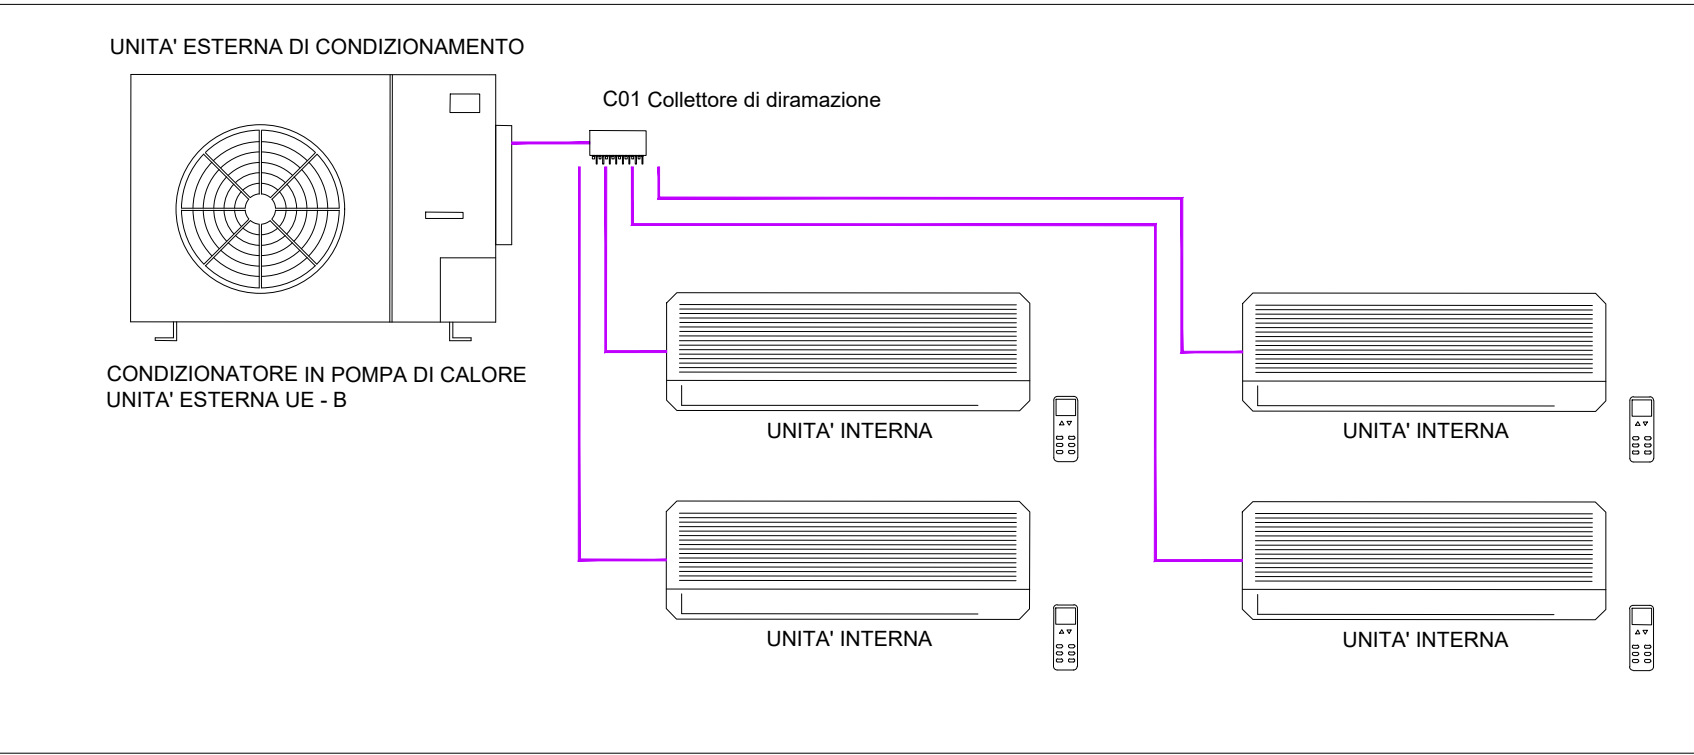 UNITA' ESTERNA DI CONDIZIONAMENTO
C01 Collettore di diramazione
CONDIZIONATORE IN POMPA DI CALORE
UNITA' ESTERNA UE - B
UNITA' INTERNA
UNITA' INTERNA
UNITA' INTERNA
UNITA' INTERNA